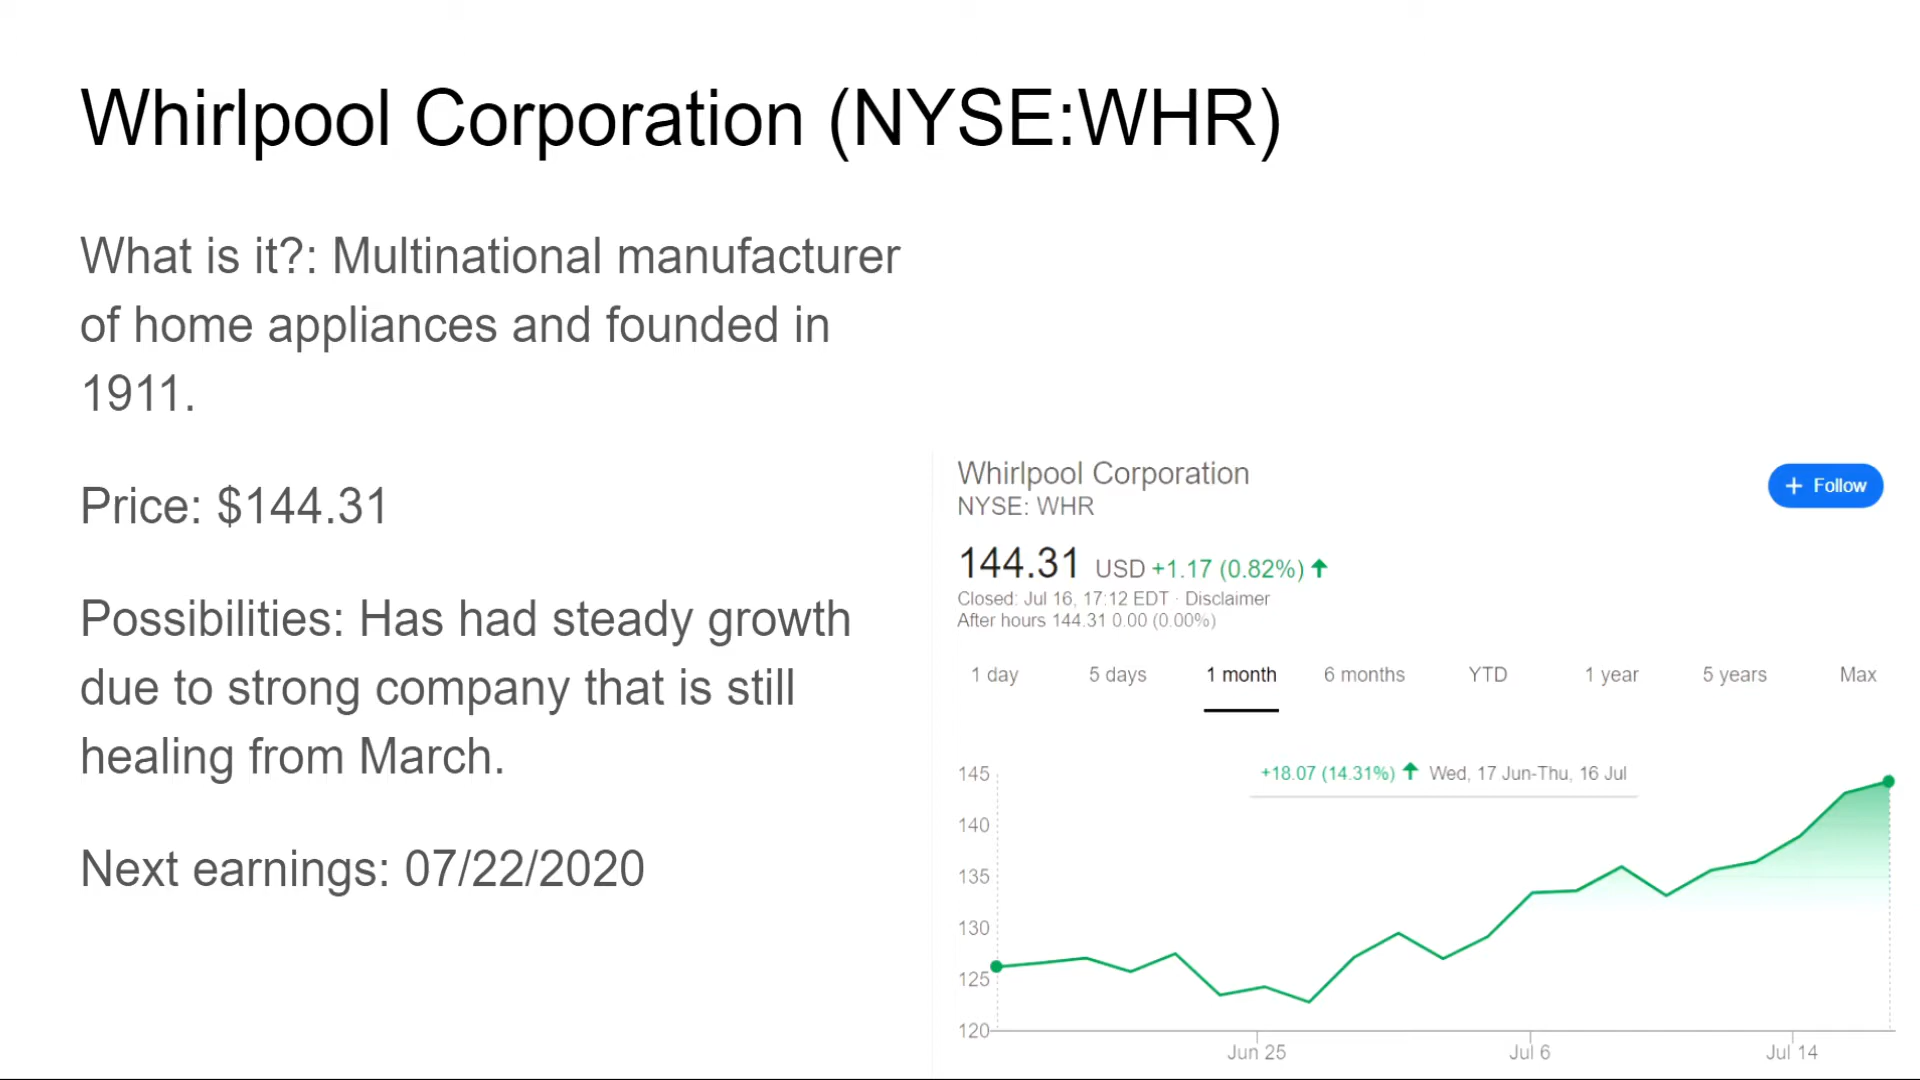 Whirlpool Corporation (NYSE:WHR)
What is it?: Multinational manufacturer
of home appliances and founded in
1911.
Price: $144.31
Possibilities: Has had steady growth
due to strong company that is still
healing from March.
Next earnings: 07/22/2020
Whirlpool Corporation
NYSE: WHR
+ Follow
144.31 USD +1.17 (0.82%) ↑
Closed: Jul 16, 17:12 EDT · Disclaimer
After hours 144.31 0.00 (0.00%)
1 day 5 days 1 month 6 months YTD 1 year 5 years Max
+18.07 (14.31%) ↑ Wed, 17 Jun-Thu, 16 Jul
145
140
135
130
125
120
Jun 25 Jul 6 Jul 14